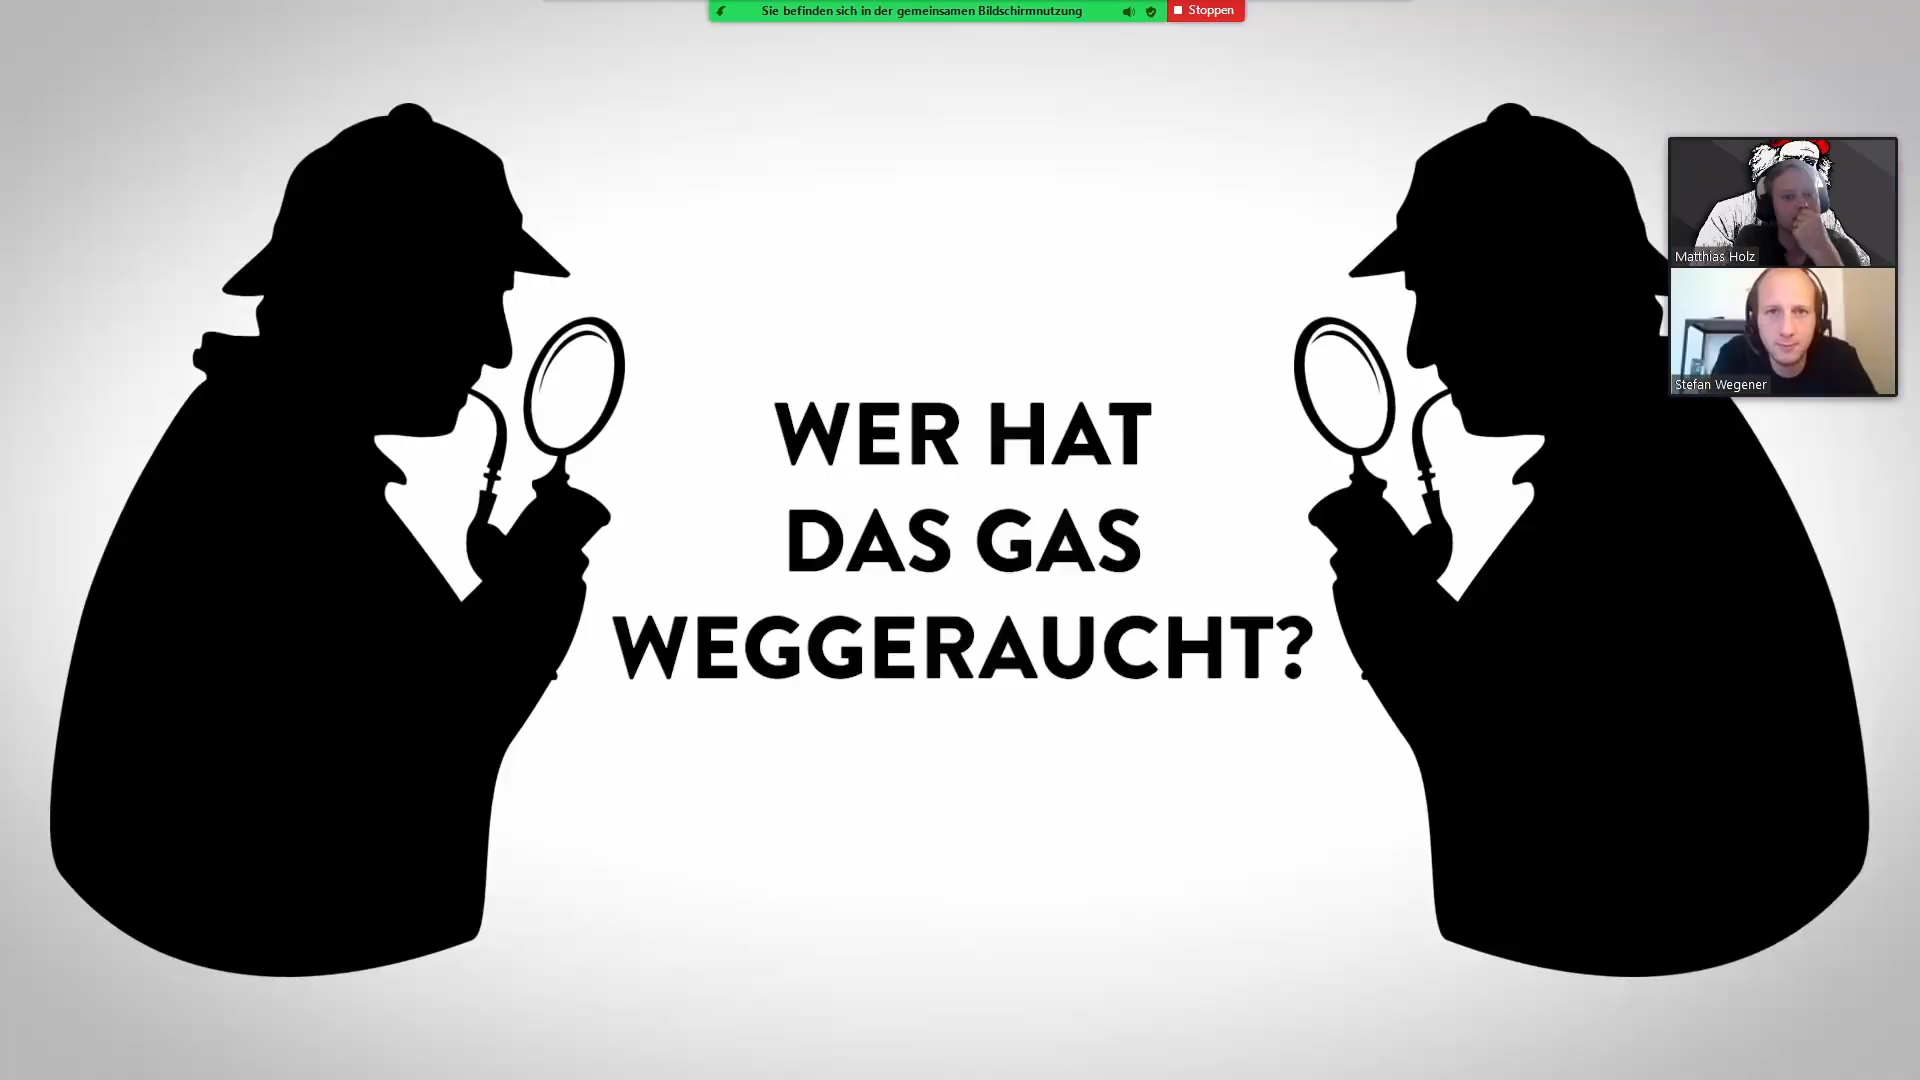 Sie befinden sich in der gemeinsamen Bildschirmnutzung
Stoppen
WER HAT
DAS GAS
WEGGERAUCHT?
Matthias Holz
Stefan Wegener